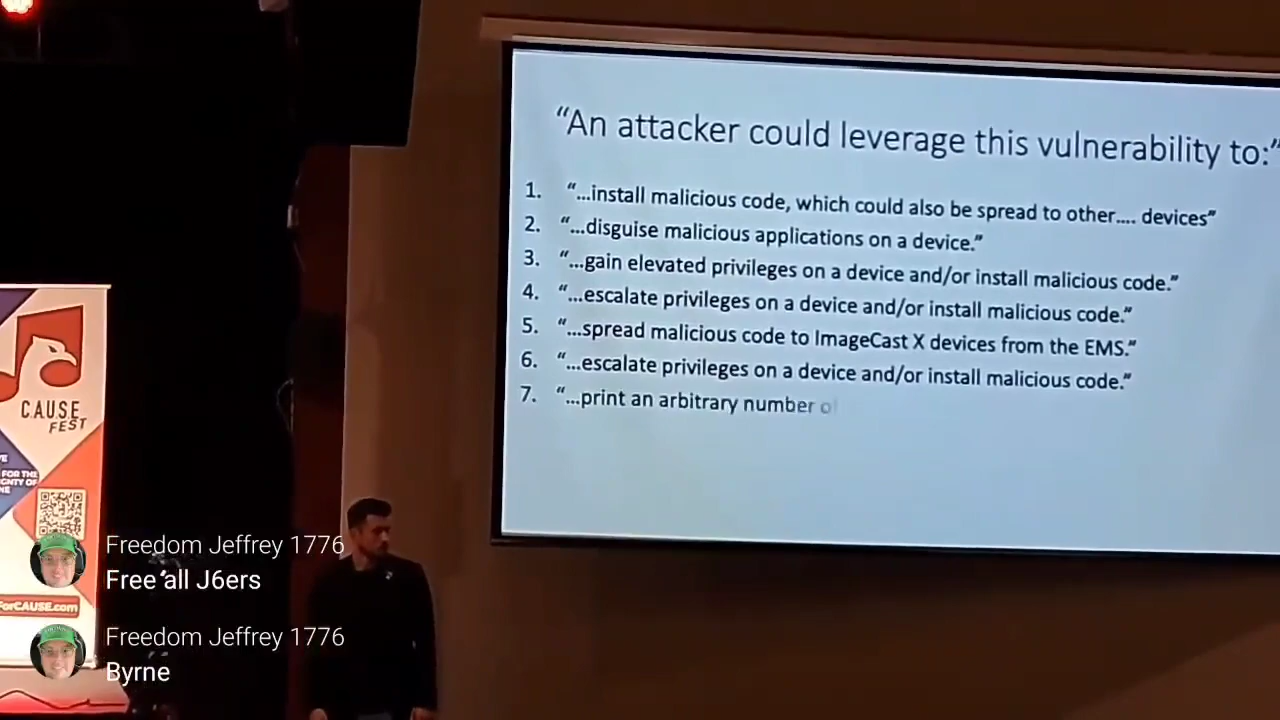 “An attacker could leverage this vulnerability to:”
1. “...install malicious code, which could also be spread to other.... devices”
2. “...disguise malicious applications on a device.”
3. “...gain elevated privileges on a device and/or install malicious code.”
4. “...escalate privileges on a device and/or install malicious code.”
5. “...spread malicious code to ImageCast X devices from the EMS.”
6. “...escalate privileges on a device and/or install malicious code.”
7. “...print an arbitrary number o
C.A.U.S.E.
FEST
FOR THE
ForCAUSE.com
Freedom Jeffrey 1776
Free all J6ers
Freedom Jeffrey 1776
Byrne